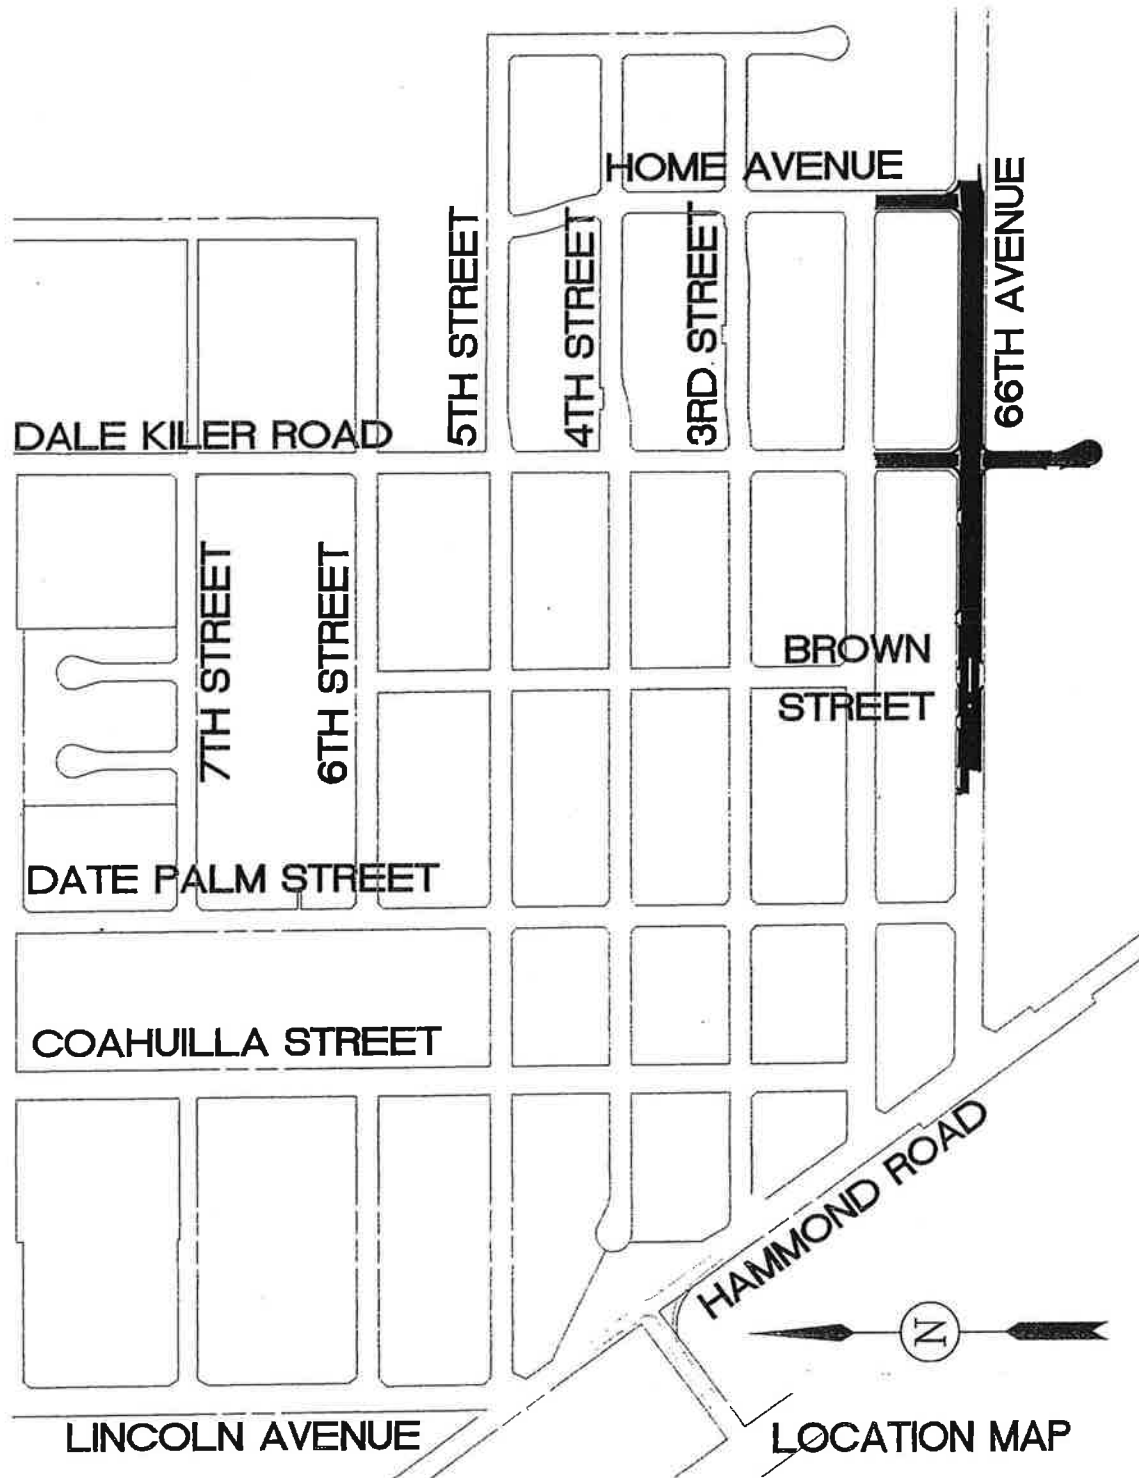 HOME AVENUE
66TH AVENUE
5TH STREET
4TH STREET
3RD. STREET
DALE KILER ROAD
7TH STREET
6TH STREET
BROWN
STREET
DATE PALM STREET
COAHUILLA STREET
HAMMOND ROAD
N
LINCOLN AVENUE
LOCATION MAP